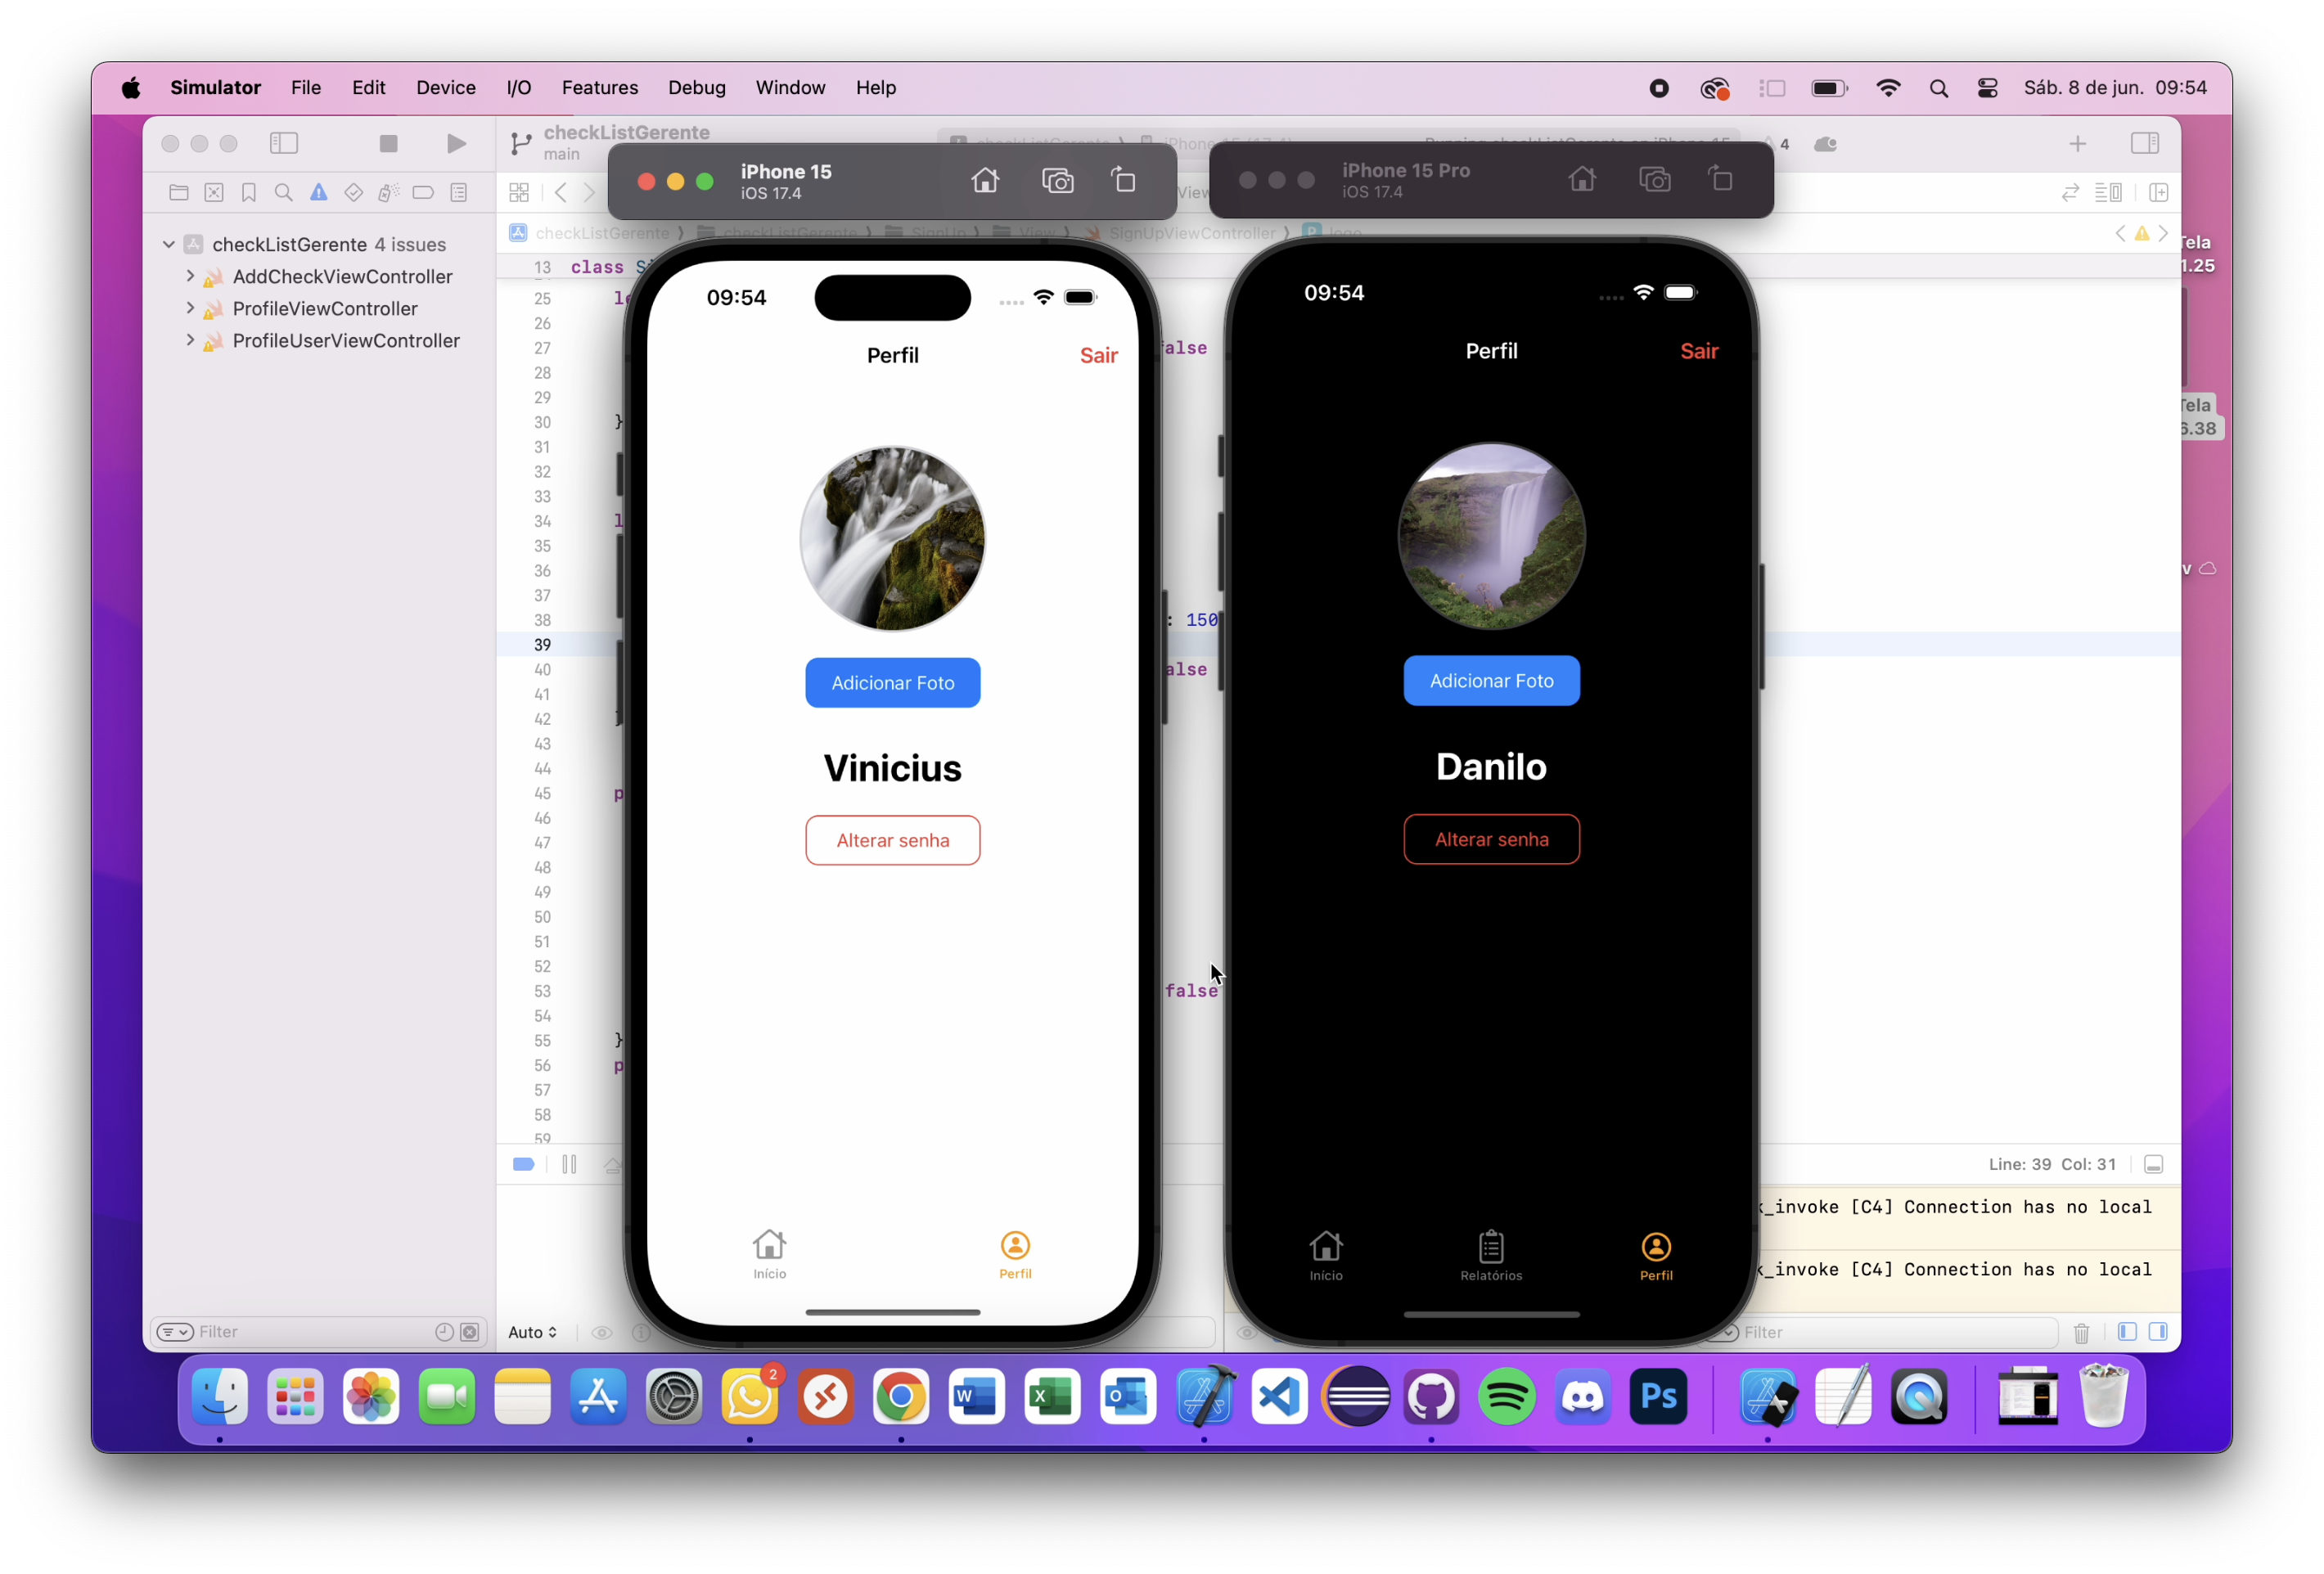 Simulator File Edit Device I/O Features Debug Window Help Sáb. 8 de jun. 09:54
checkListGerente
main
4
iPhone 15
iOS 17.4
iPhone 15 Pro
iOS 17.4
checkListGerente 4 issues
AddCheckViewController
ProfileViewController
ProfileUserViewController
checkListGerente checkListGerente SignUp View SignUpViewController logo
13 class
25
26
27
28
29
30 }
31
32
33
34
35
36
37
38 : 150
39
40
41
42
43
44
45
46
47
48
49
50
51
52
53 false
54
55 }
56
57
58
59
09:54
Perfil
Sair
Adicionar Foto
Vinicius
Alterar senha
Início
Perfil
09:54
Perfil
Sair
Adicionar Foto
Danilo
Alterar senha
Início
Relatórios
Perfil
Tela
1.25
Tela
6.38
Line: 39 Col: 31
_invoke [C4] Connection has no local
_invoke [C4] Connection has no local
Filter
Auto
Filter
2
W
X
O
Ps